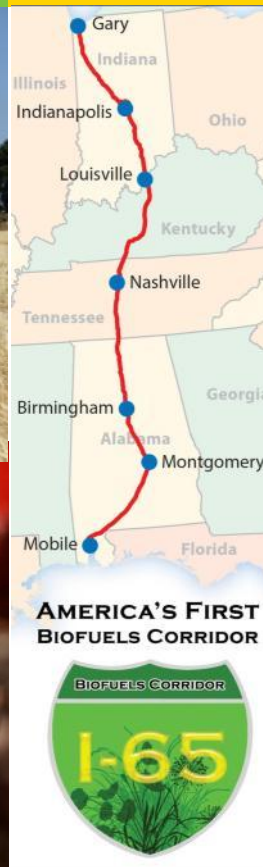 Gary
Indiana
Illinois
Indianapolis
Ohio
Louisville
Kentucky
Nashville
Tennessee
Birmingham
Alabama
Georgia
Montgomery
Mobile
Florida
AMERICA'S FIRST
BIOFUELS CORRIDOR
BIOFUELS CORRIDOR
I-65